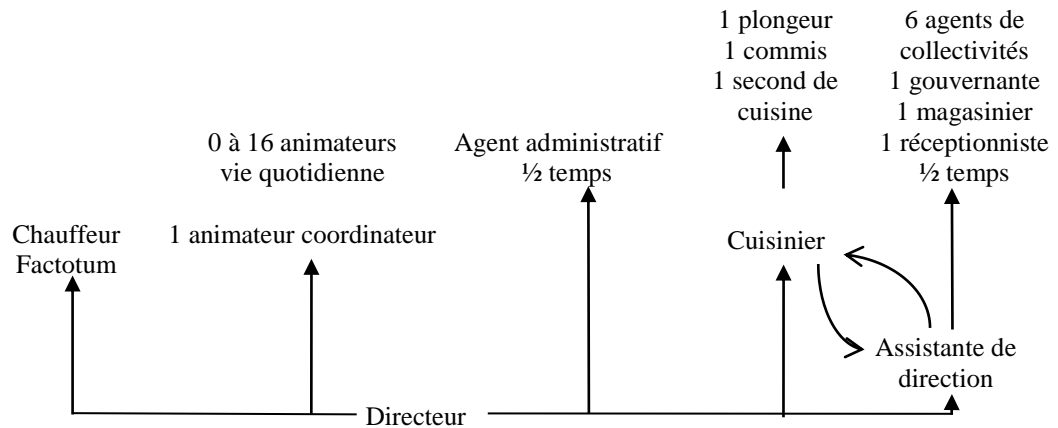 1 plongeur
1 commis
1 second de
cuisine
6 agents de
collectivités
1 gouvernante
1 magasinier
1 réceptionniste
½ temps
0 à 16 animateurs
vie quotidienne
Agent administratif
½ temps
Chauffeur
Factotum
1 animateur coordinateur
Cuisinier
Assistante de
direction
Directeur